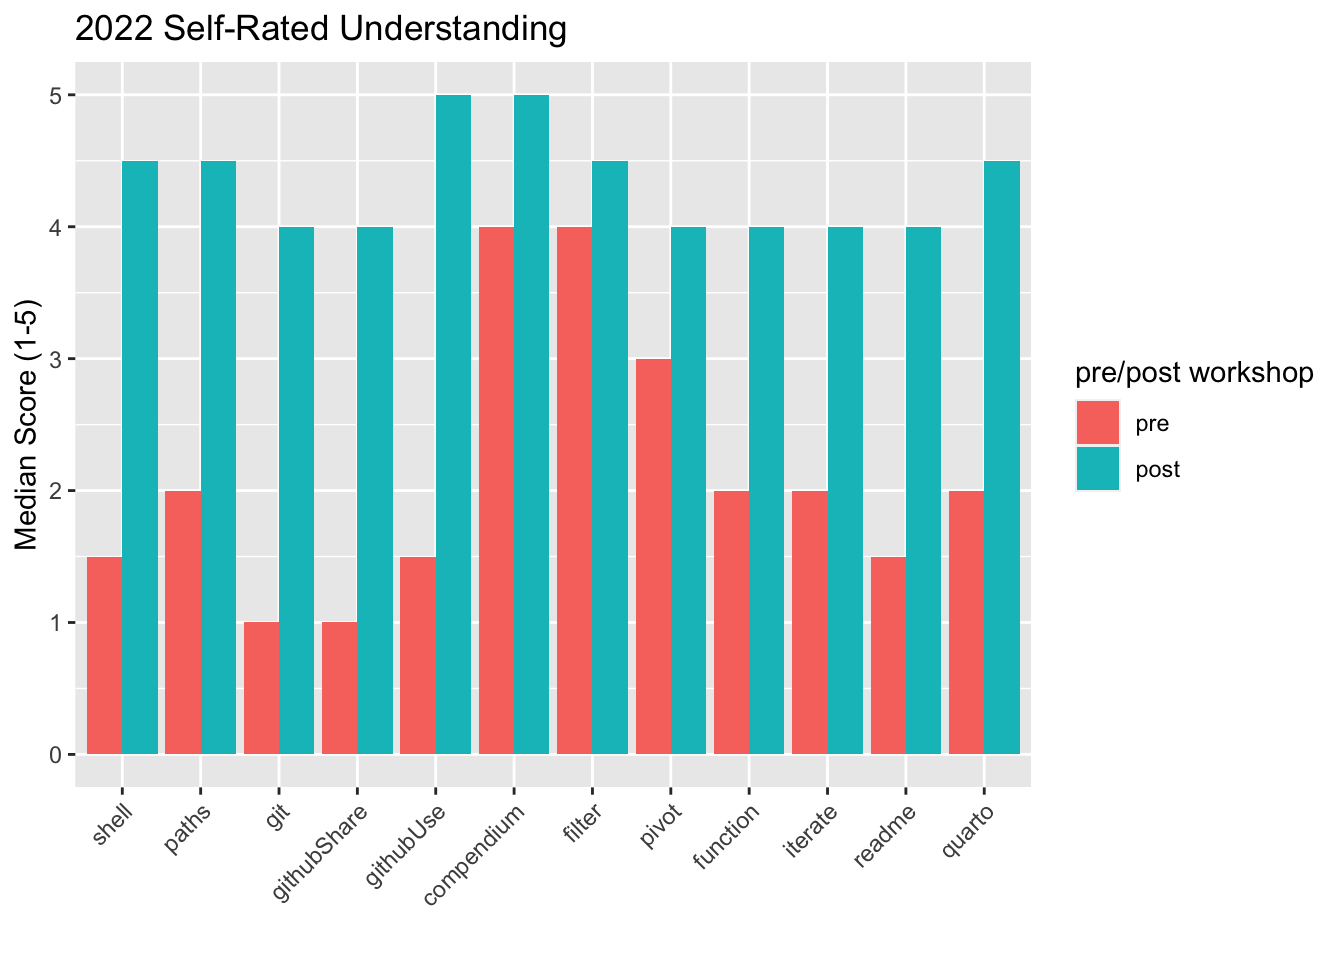 2022 Self-Rated Understanding
Median Score (1-5)
5
4
3
2
1
0
shell
paths
git
githubShare
githubUse
compendium
filter
pivot
function
iterate
readme
quarto
pre/post workshop
pre
post